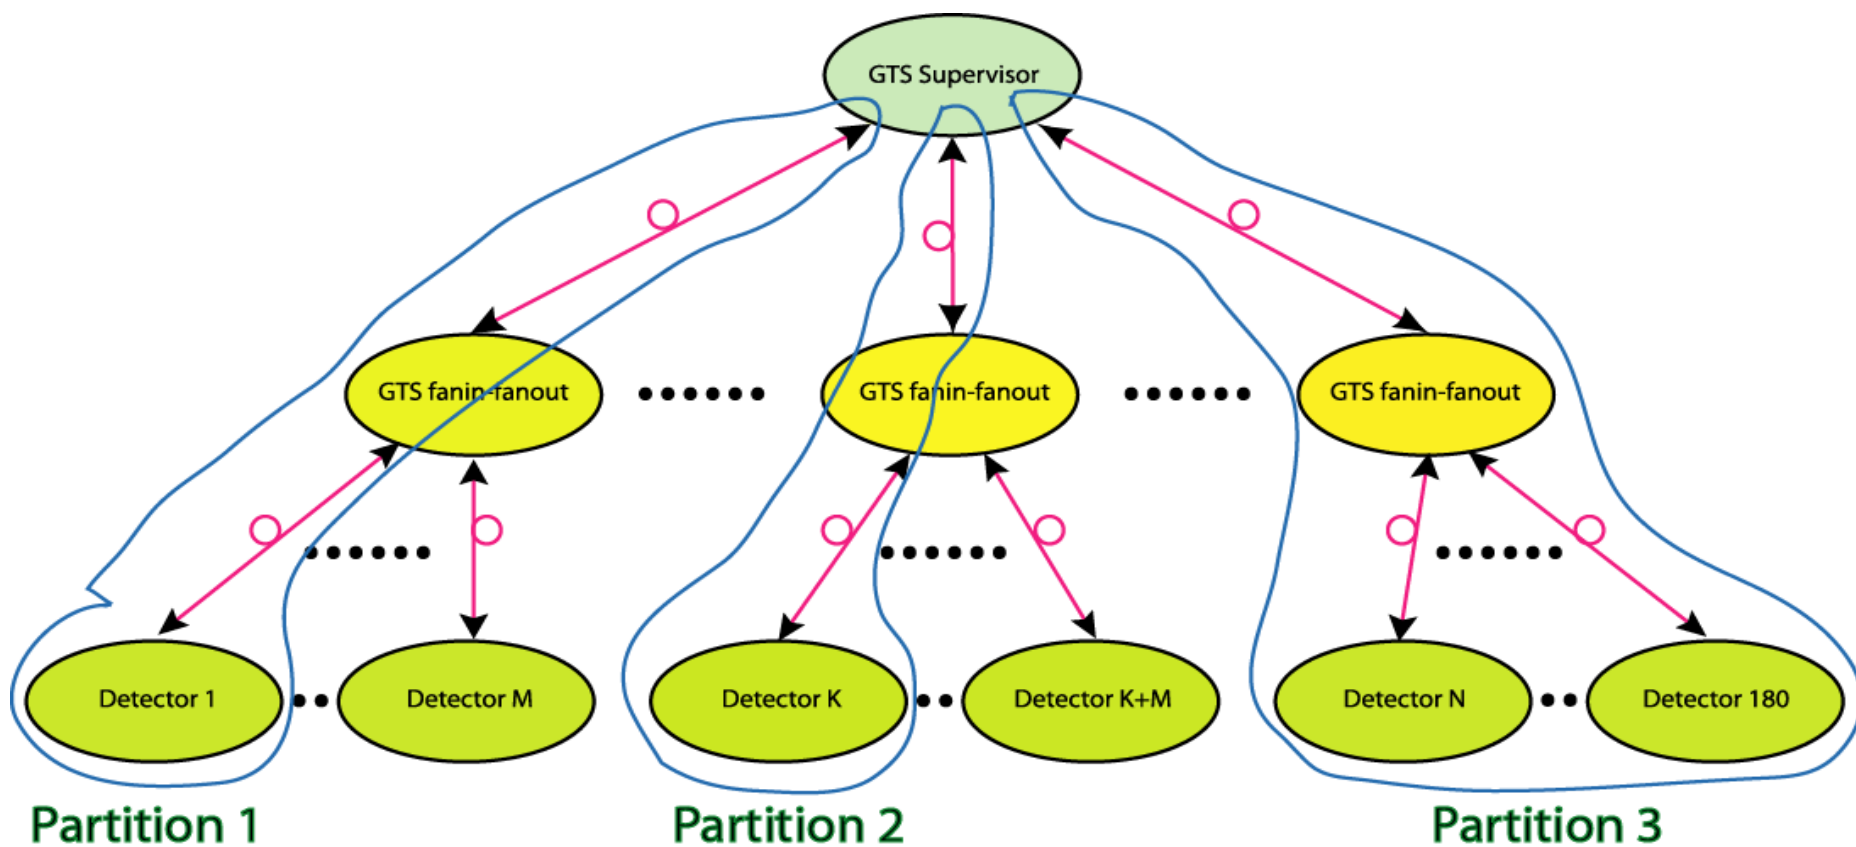 GTS Supervisor
GTS fanin-fanout
GTS fanin-fanout
GTS fanin-fanout
Detector 1
Detector M
Detector K
Detector K+M
Detector N
Detector 180
Partition 1
Partition 2
Partition 3